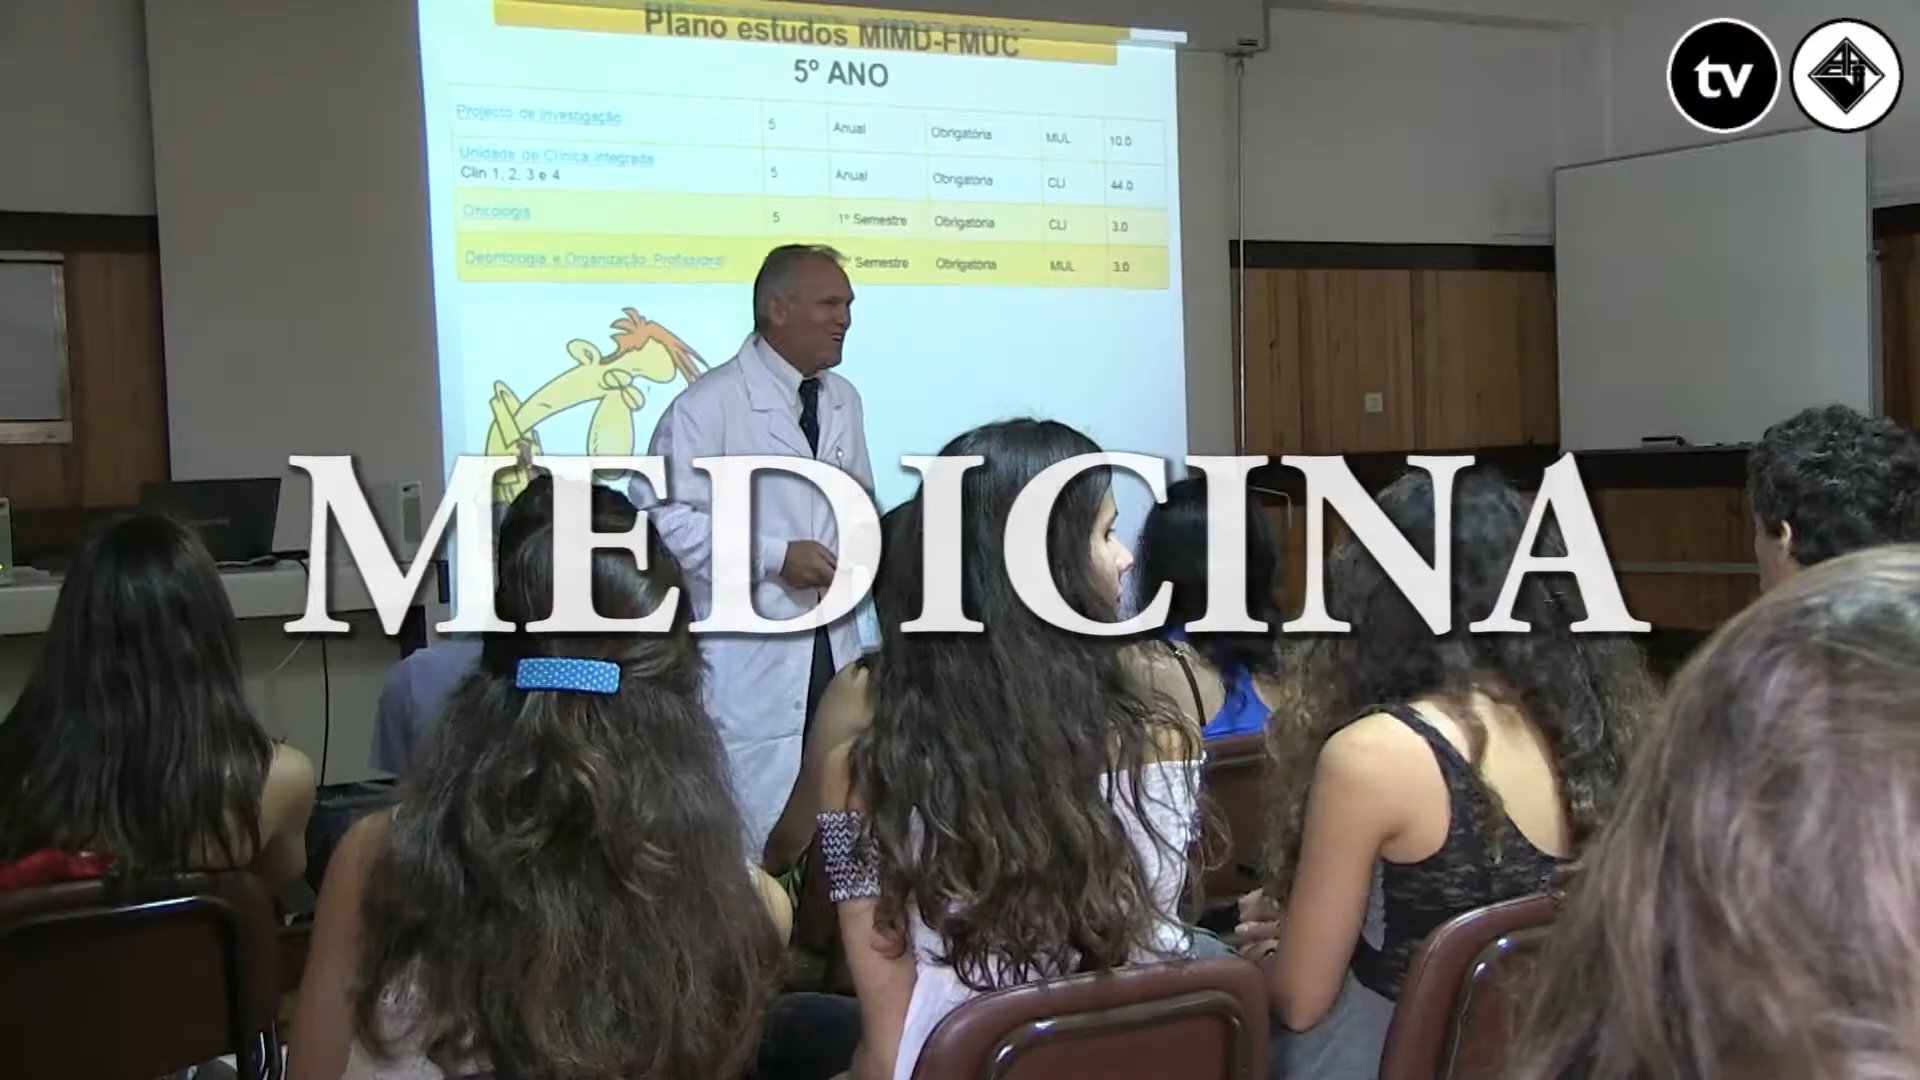 Plano estudos MIMD-FMUC
5º ANO
Projecto de Investigação 5 Anual Obrigatória MUL 10.0
Unidade de Clínica Integrada
Clin 1, 2, 3 e 4 5 Anual Obrigatória CLI 44.0
Oncologia 5 1º Semestre Obrigatória CLI 3.0
Deontologia e Organização Profissional Semestre Obrigatória MUL 3.0
tv
MEDICINA